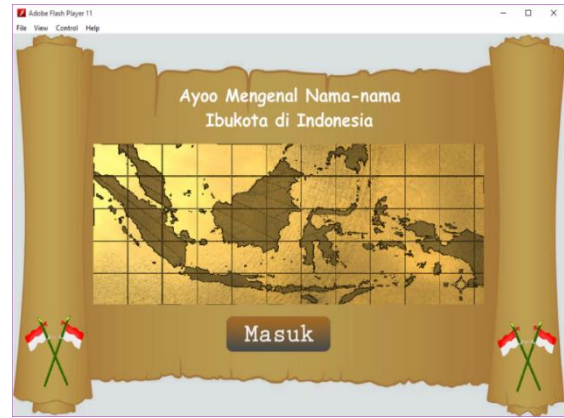 Adobe Flash Player 11
File View Control Help
Ayoo Mengenal Nama-nama
Ibukota di Indonesia
Masuk